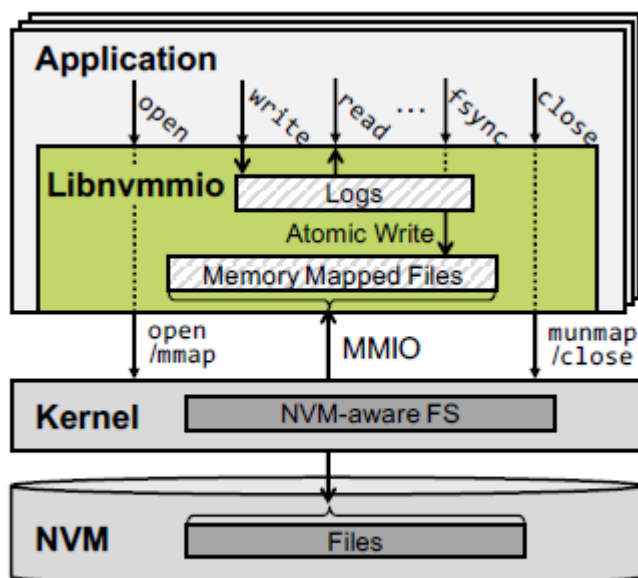 Application
open write read ... fsync close
Libnvmmio
Logs
Atomic Write
Memory Mapped Files
open
/mmap
MMIO
munmap
/close
Kernel
NVM-aware FS
NVM
Files